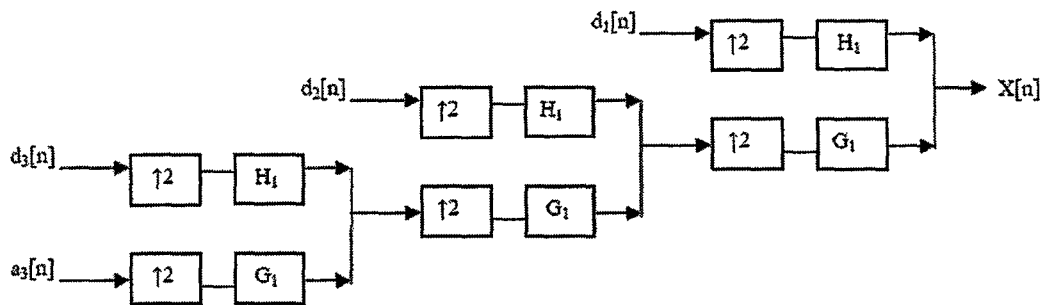 d₁[n]
↑2
H₁
d₂[n]
↑2
H₁
X[n]
↑2
G₁
d₃[n]
↑2
H₁
↑2
G₁
a₃[n]
↑2
G₁